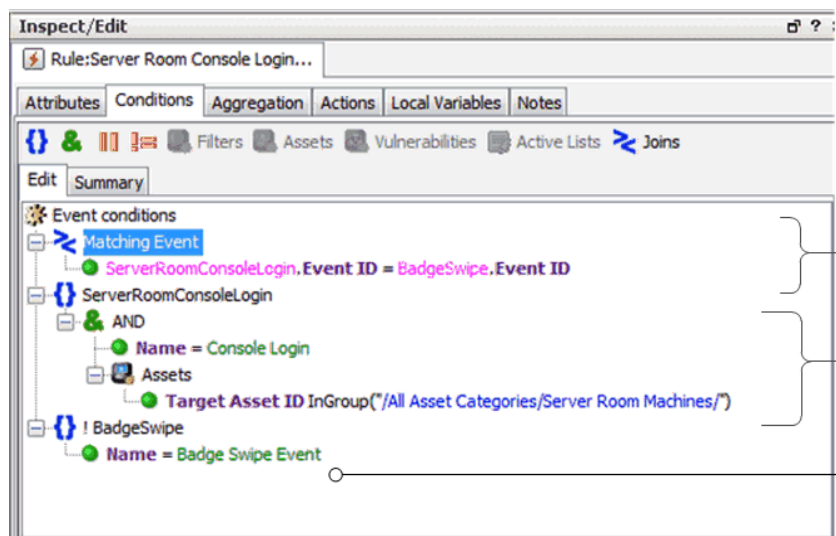 Inspect/Edit ?
Rule:Server Room Console Login...
Attributes Conditions Aggregation Actions Local Variables Notes
{} & Filters Assets Vulnerabilities Active Lists Joins
Edit Summary
Event conditions
Matching Event
ServerRoomConsoleLogin.Event ID = BadgeSwipe.Event ID
{} ServerRoomConsoleLogin
& AND
Name = Console Login
Assets
Target Asset ID InGroup("/All Asset Categories/Server Room Machines/")
{} ! BadgeSwipe
Name = Badge Swipe Event